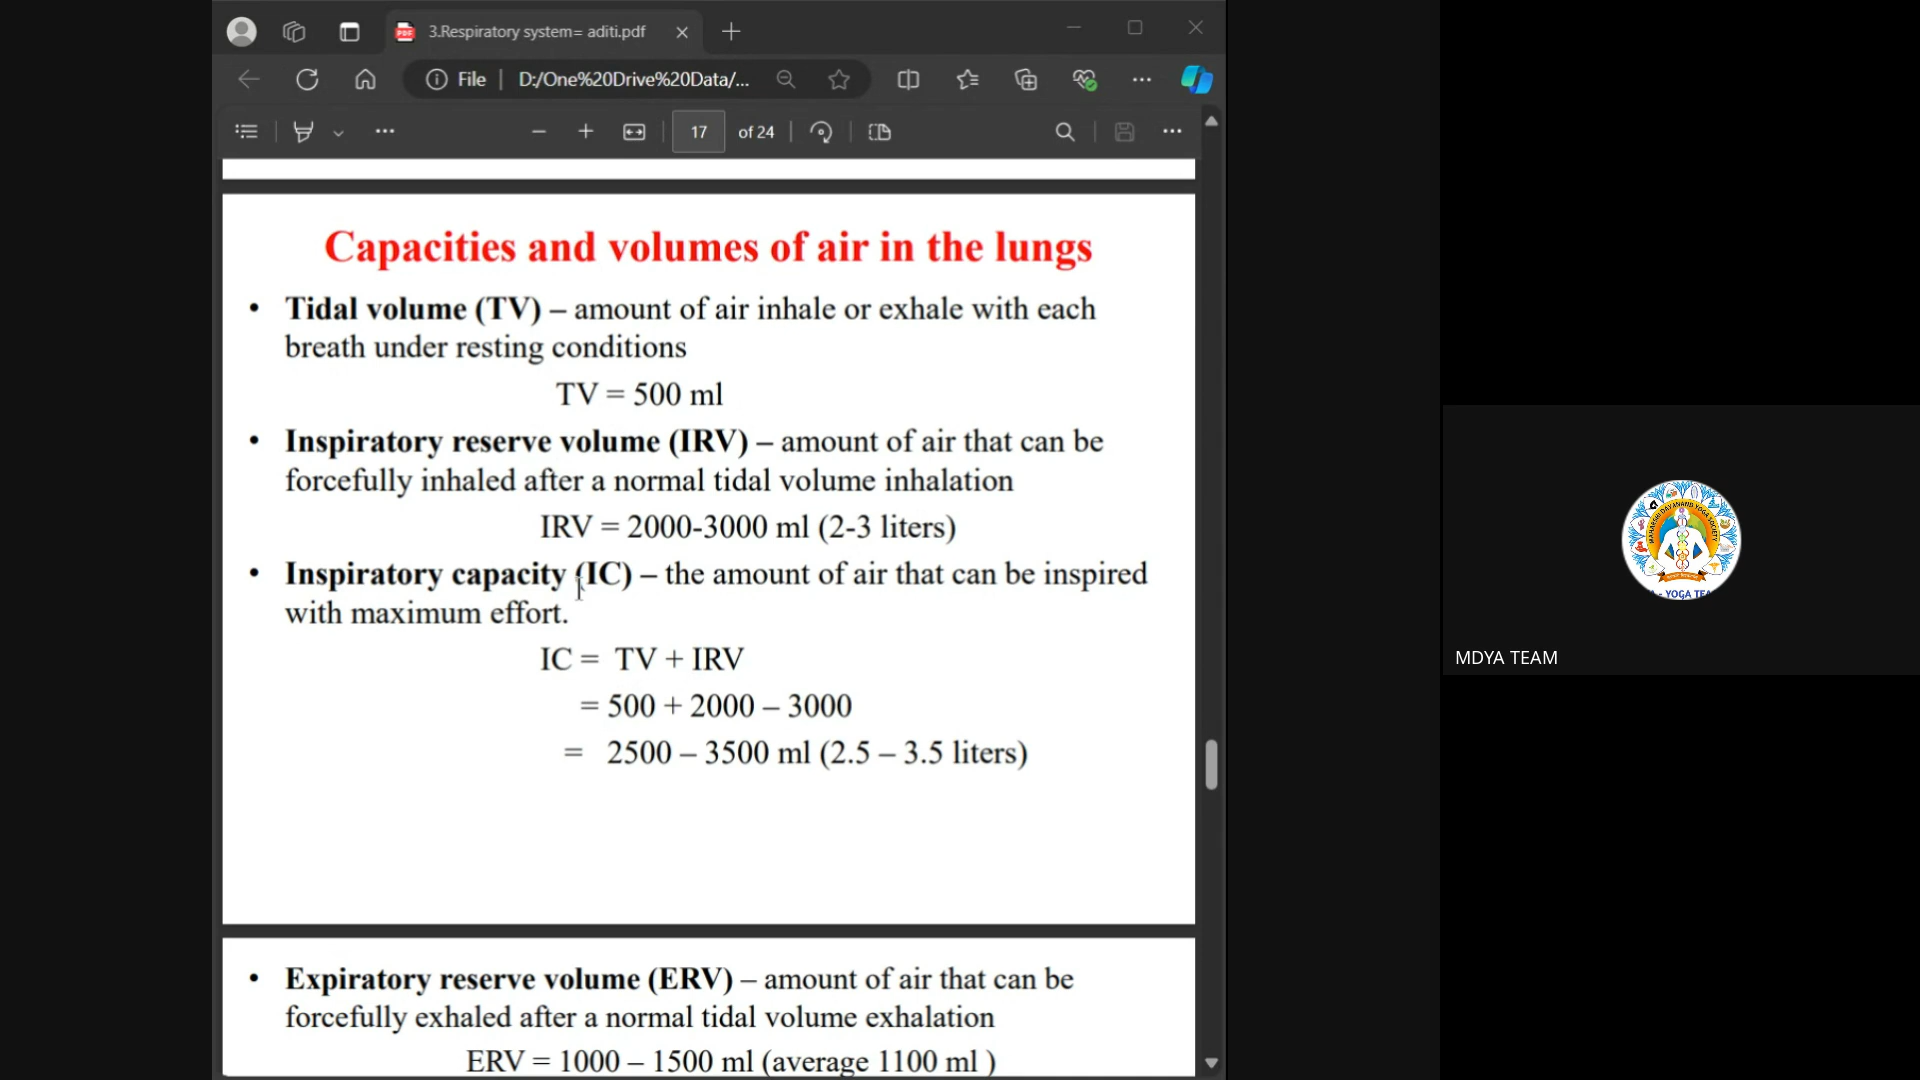 3.Respiratory system= aditi.pdf
File
D:/One%20Drive%20Data/...
17 of 24
Capacities and volumes of air in the lungs
• Tidal volume (TV) – amount of air inhale or exhale with each
breath under resting conditions
TV = 500 ml
• Inspiratory reserve volume (IRV) – amount of air that can be
forcefully inhaled after a normal tidal volume inhalation
IRV = 2000-3000 ml (2-3 liters)
• Inspiratory capacity (IC) – the amount of air that can be inspired
with maximum effort.
IC = TV + IRV
= 500 + 2000 – 3000
= 2500 – 3500 ml (2.5 – 3.5 liters)
• Expiratory reserve volume (ERV) – amount of air that can be
forcefully exhaled after a normal tidal volume exhalation
ERV = 1000 – 1500 ml (average 1100 ml )
MAHARSHI DAYANAND YOGA SOCIETY
- YOGA TEA
MDYA TEAM